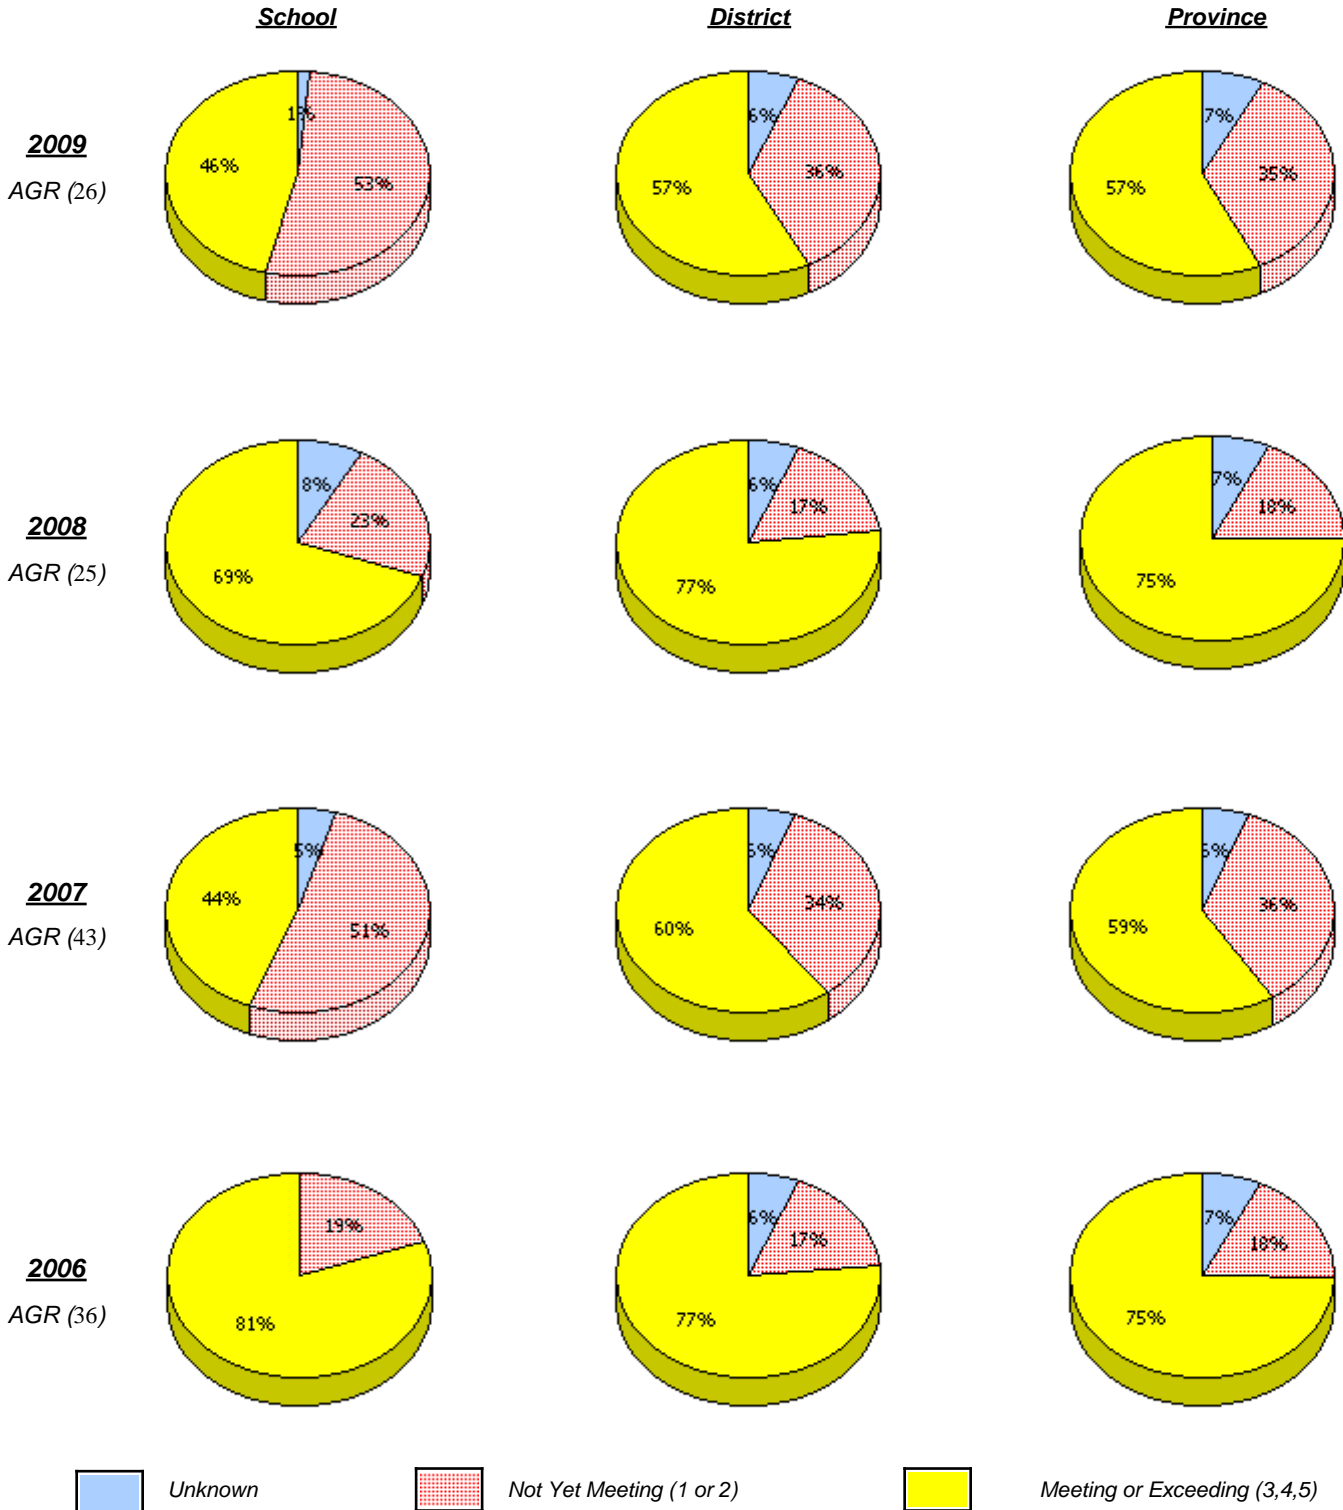 School District Province
1% 6% 7%
2009
46% 53% 57% 36% 57% 35%
AGR (26)
8% 6% 7%
23% 17% 18%
2008
AGR (25)
69% 77% 75%
5%
2007
44% 51% 60% 34% 59% 36%
AGR (43)
19% 6% 17% 7% 18%
2006
AGR (36)
81% 77% 75%
Unknown Not Yet Meeting (1 or 2) Meeting or Exceeding (3,4,5)